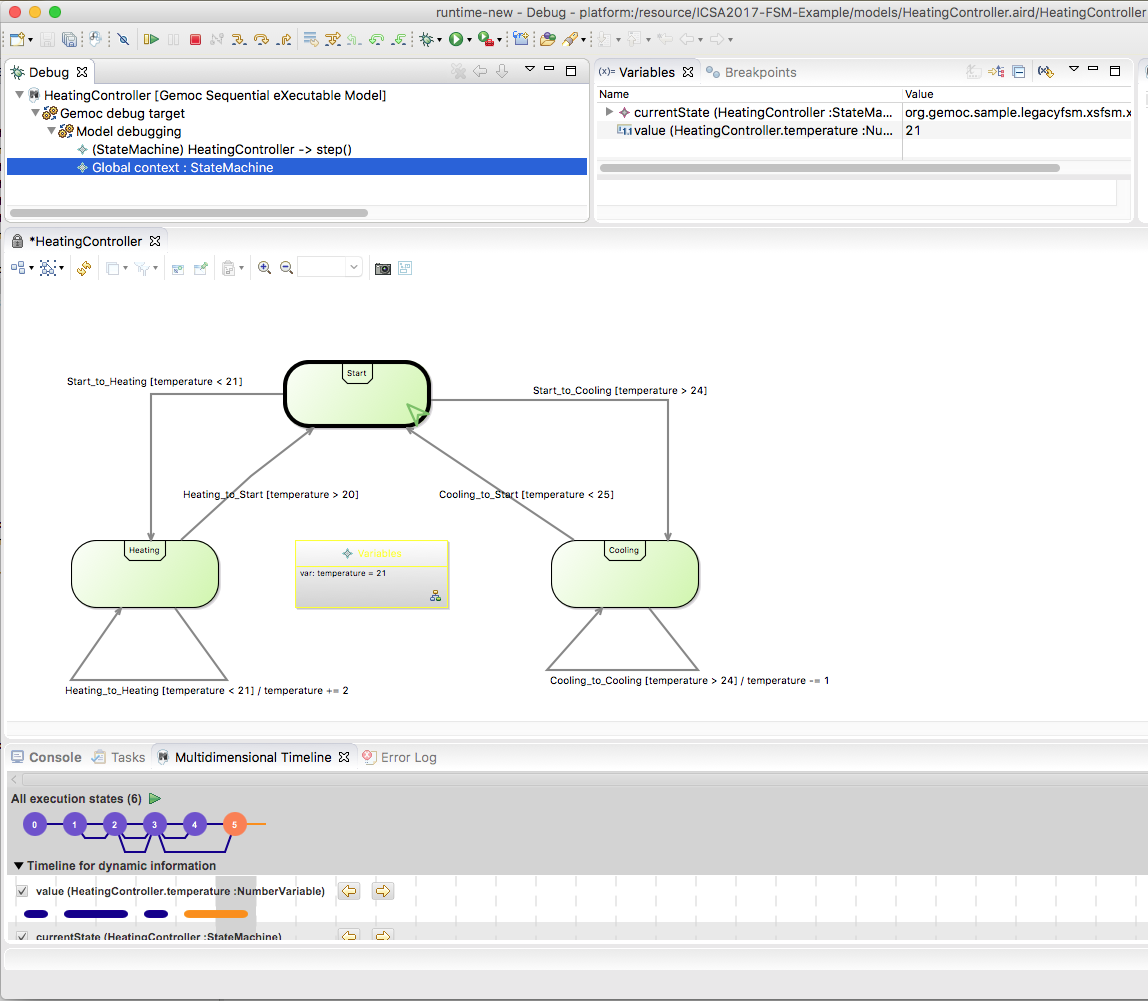 runtime-new - Debug - platform:/resource/ICSA2017-FSM-Example/models/HeatingController.aird/HeatingController
Debug
HeatingController [Gemoc Sequential eXecutable Model]
Gemoc debug target
Model debugging
(StateMachine) HeatingController -> step()
Global context : StateMachine
(x)= Variables
Breakpoints
Name
Value
currentState (HeatingController :StateMa...
org.gemoc.sample.legacyfsm.xsfsm.x
value (HeatingController.temperature :Nu...
21
*HeatingController
Start
Start_to_Heating [temperature < 21]
Start_to_Cooling [temperature > 24]
Heating_to_Start [temperature > 20]
Cooling_to_Start [temperature < 25]
Heating
Variables
var: temperature = 21
Cooling
Heating_to_Heating [temperature < 21] / temperature += 2
Cooling_to_Cooling [temperature > 24] / temperature -= 1
Console
Tasks
Multidimensional Timeline
Error Log
All execution states (6)
0 1 2 3 4 5
Timeline for dynamic information
value (HeatingController.temperature :NumberVariable)
currentState (HeatingController :StateMachine)